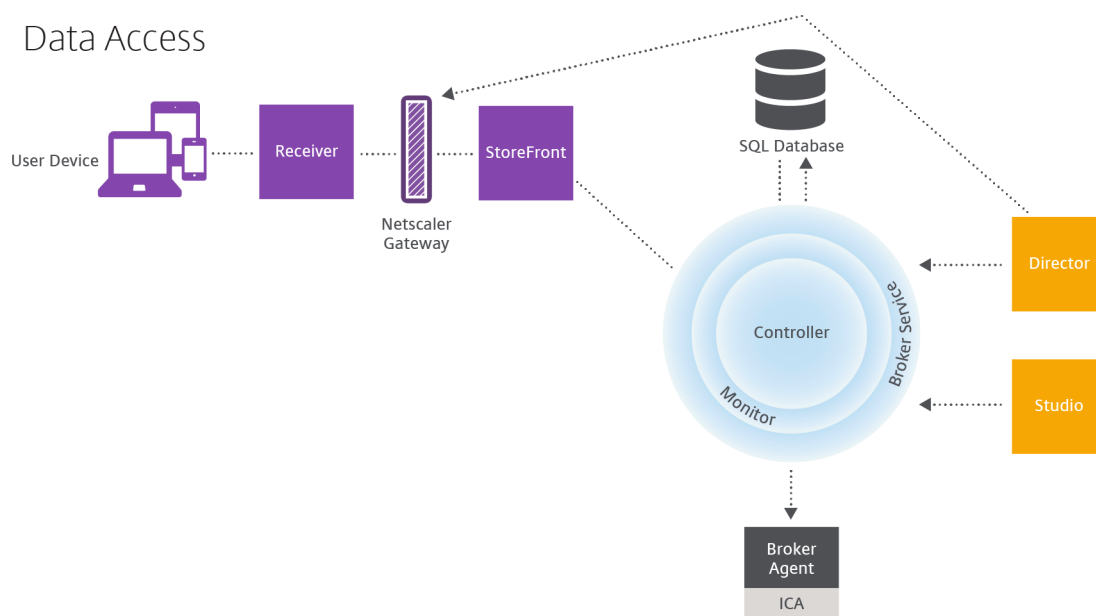 Data Access
User Device
Receiver
Netscaler
Gateway
StoreFront
SQL Database
Controller
Monitor
Broker Service
Director
Studio
Broker
Agent
ICA